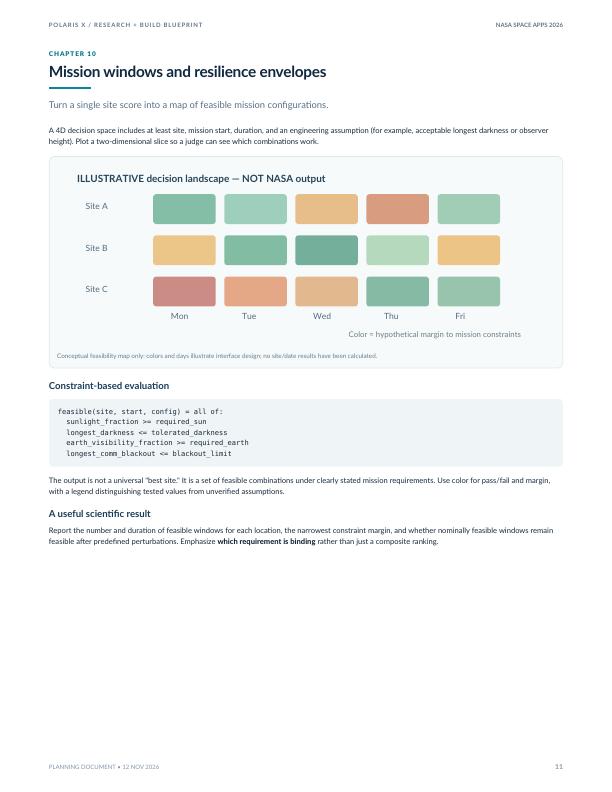 POLARIS X / RESEARCH + BUILD BLUEPRINT
NASA SPACE APPS 2026
CHAPTER 10
Mission windows and resilience envelopes
Turn a single site score into a map of feasible mission configurations.
A 4D decision space includes at least site, mission start, duration, and an engineering assumption (for example, acceptable longest darkness or observer
height). Plot a two-dimensional slice so a judge can see which combinations work.
ILLUSTRATIVE decision landscape — NOT NASA output
Site A
Site B
Site C
Mon Tue Wed Thu Fri
Color = hypothetical margin to mission constraints
Conceptual feasibility map only: colors and days illustrate interface design; no site/date results have been calculated.
Constraint-based evaluation
feasible(site, start, config) = all of:
sunlight_fraction >= required_sun
longest_darkness <= tolerated_darkness
earth_visibility_fraction >= required_earth
longest_comm_blackout <= blackout_limit
The output is not a universal "best site." It is a set of feasible combinations under clearly stated mission requirements. Use color for pass/fail and margin,
with a legend distinguishing tested values from unverified assumptions.
A useful scientific result
Report the number and duration of feasible windows for each location, the narrowest constraint margin, and whether nominally feasible windows remain
feasible after predefined perturbations. Emphasize which requirement is binding rather than just a composite ranking.
PLANNING DOCUMENT • 12 NOV 2026
11